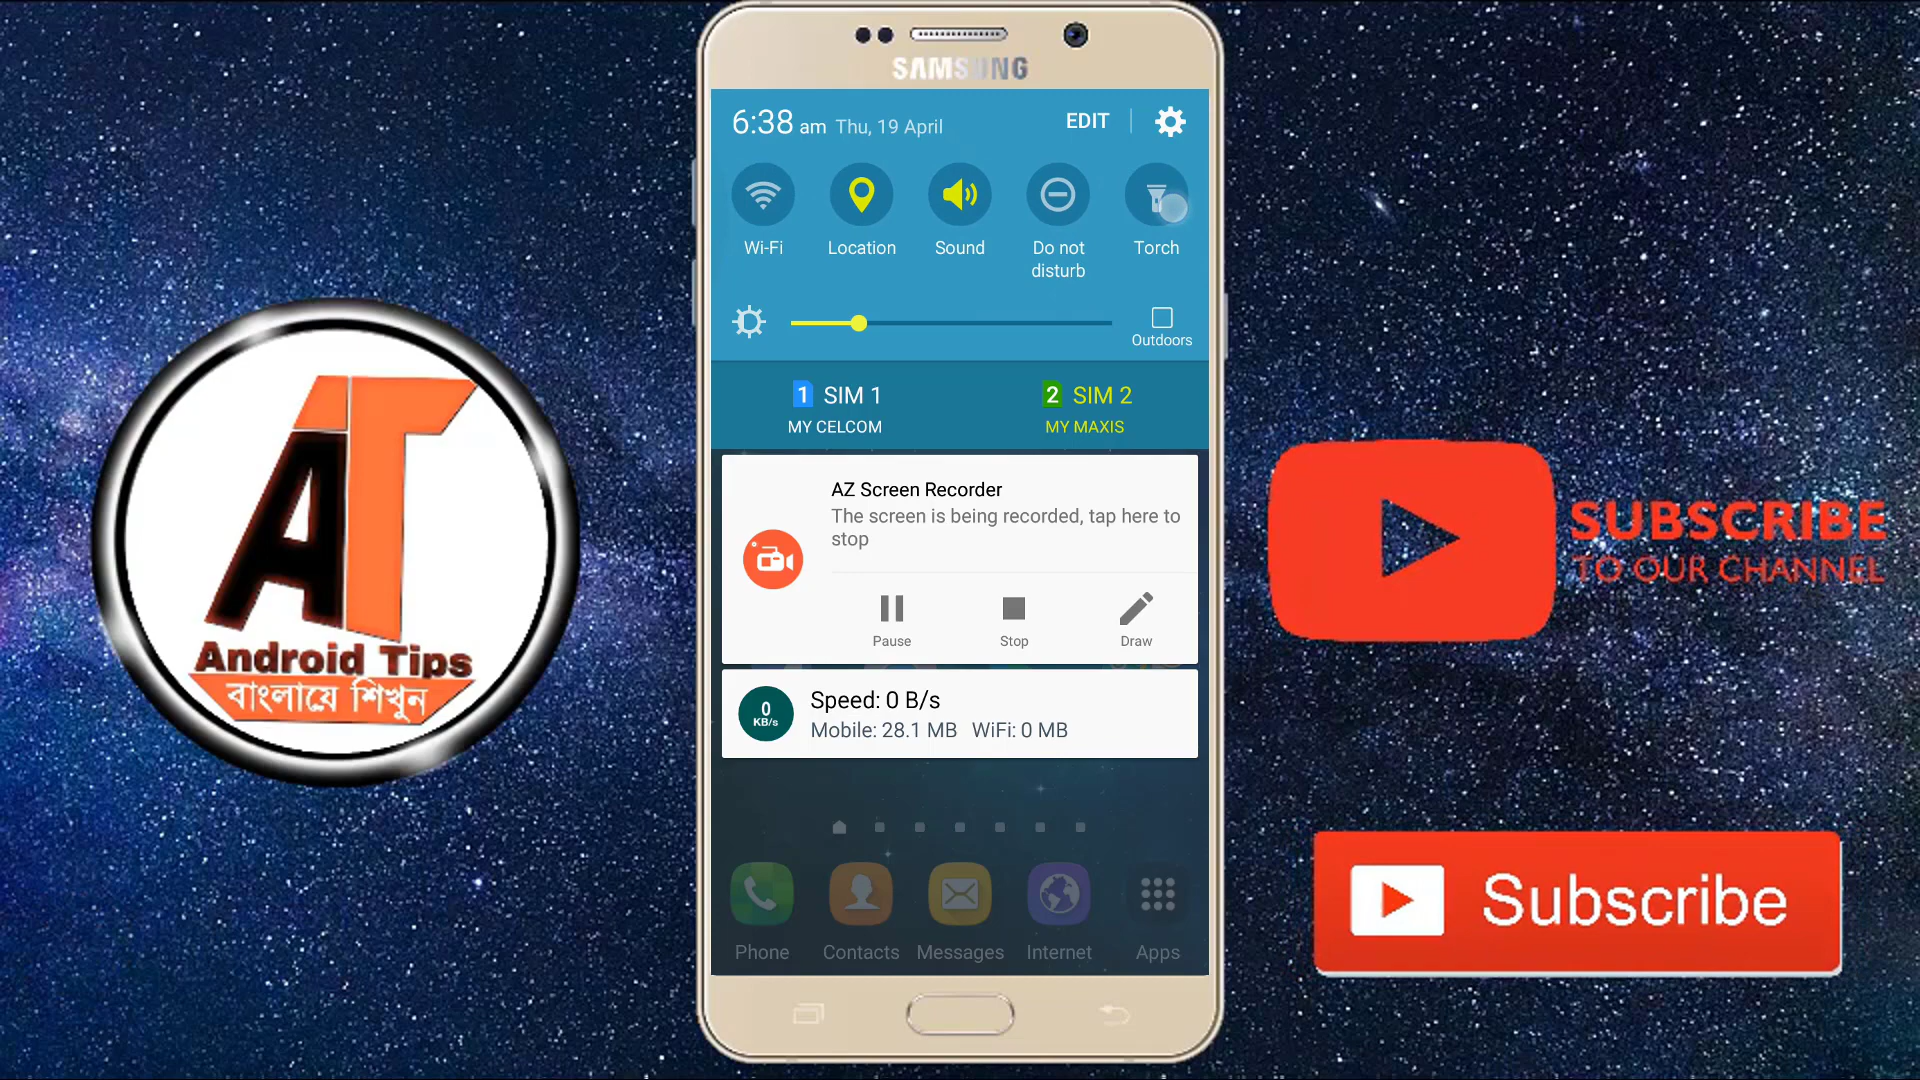 SAMSUNG
6:38 am Thu, 19 April
EDIT
Wi-Fi
Location
Sound
Do not
disturb
Torch
Outdoors
1 SIM 1
MY CELCOM
2 SIM 2
MY MAXIS
AZ Screen Recorder
The screen is being recorded, tap here to
stop
Pause
Stop
Draw
0
KB/s
Speed: 0 B/s
Mobile: 28.1 MB WiFi: 0 MB
Phone
Contacts
Messages
Internet
Apps
AT
Android Tips
বাংলায়ে শিখুন
SUBSCRIBE
TO OUR CHANNEL
Subscribe